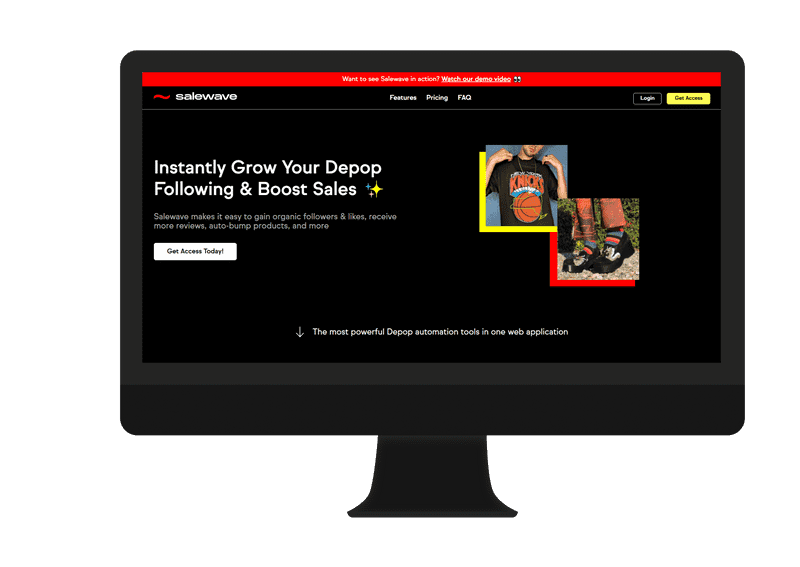 Want to see Salewave in action? Watch our demo video 👀
salewave
Features Pricing FAQ
Login Get Access
Instantly Grow Your Depop
Following & Boost Sales ✨
Salewave makes it easy to gain organic followers & likes, receive
more reviews, auto-bump products, and more
Get Access Today!
KNICKS
↓ The most powerful Depop automation tools in one web application